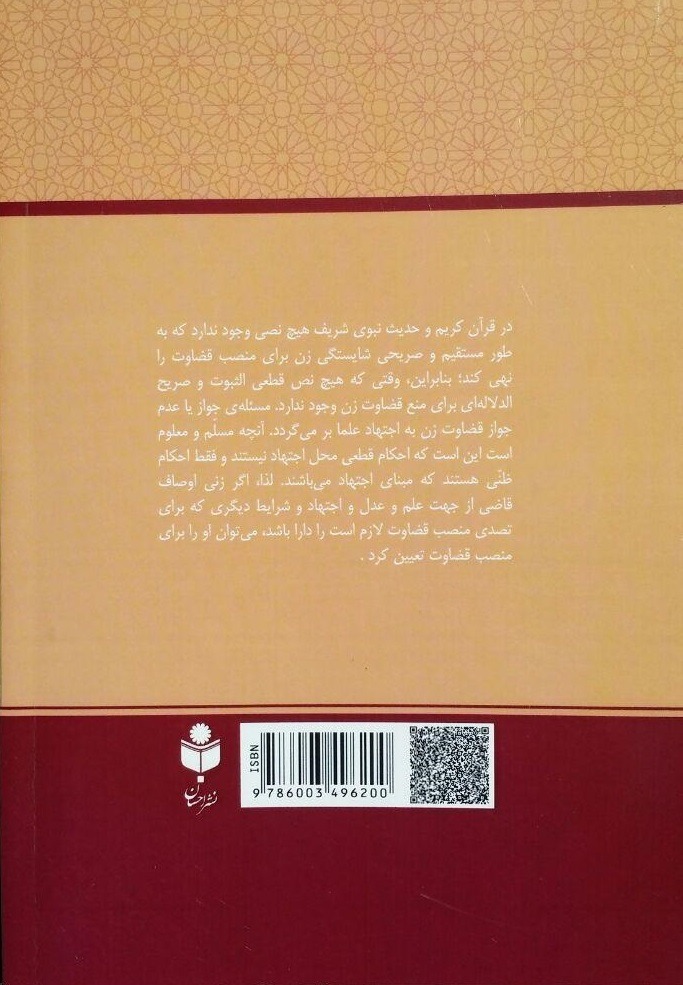 در قرآن کریم و حدیث نبوی شریف هیچ نصی وجود ندارد که به
طور مستقیم و صریحی شایستگی زن برای منصب قضاوت را
نهی کند؛ بنابراین، وقتی که هیچ نص قطعی الثبوت و صریح
الدلاله‌ای برای منع قضاوت زن وجود ندارد. مسئله‌ی جواز یا عدم
جواز قضاوت زن به اجتهاد علما بر می‌گردد. آنچه مسلّم و معلوم
است این است که احکام قطعی محل اجتهاد نیستند و فقط احکام
ظنّی هستند که مبنای اجتهاد می‌باشند. لذا، اگر زنی اوصاف
قاضی از جهت علم و عدل و اجتهاد و شرایط دیگری که برای
تصدی منصب قضاوت لازم است را دارا باشد، می‌توان او را برای
منصب قضاوت تعیین کرد .
ISBN
9 786003 496200
نشر احسان